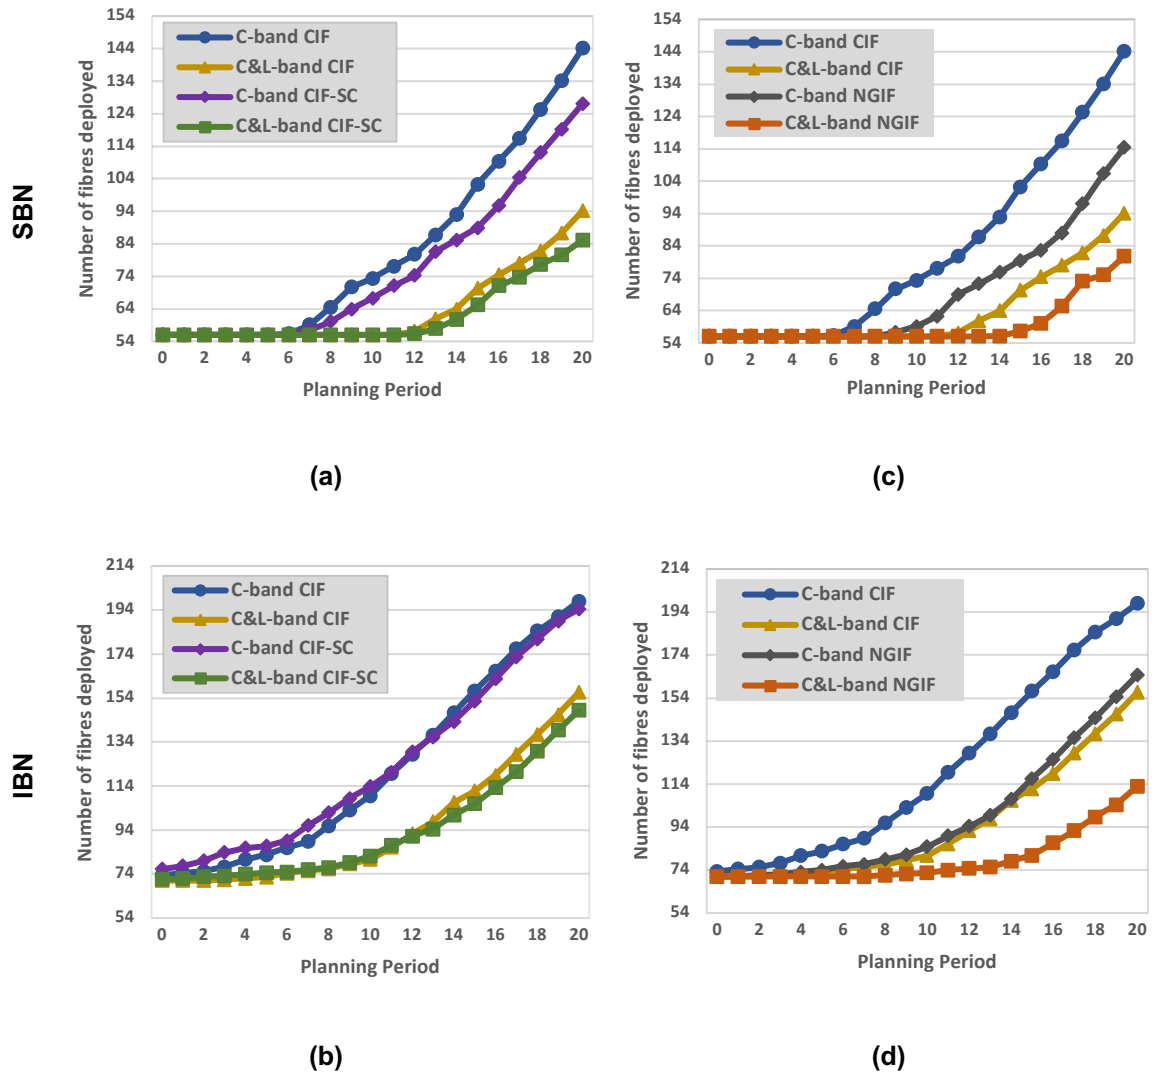 SBN
Number of fibres deployed
154
144
134
124
114
104
94
84
74
64
54
C-band CIF
C&L-band CIF
C-band CIF-SC
C&L-band CIF-SC
0 2 4 6 8 10 12 14 16 18 20
Planning Period
(a)
Number of fibres deployed
154
144
134
124
114
104
94
84
74
64
54
C-band CIF
C&L-band CIF
C-band NGIF
C&L-band NGIF
0 2 4 6 8 10 12 14 16 18 20
Planning Period
(c)
IBN
Number of fibres deployed
214
194
174
154
134
114
94
74
54
C-band CIF
C&L-band CIF
C-band CIF-SC
C&L-band CIF-SC
0 2 4 6 8 10 12 14 16 18 20
Planning Period
(b)
Number of fibres deployed
214
194
174
154
134
114
94
74
54
C-band CIF
C&L-band CIF
C-band NGIF
C&L-band NGIF
0 2 4 6 8 10 12 14 16 18 20
Planning Period
(d)